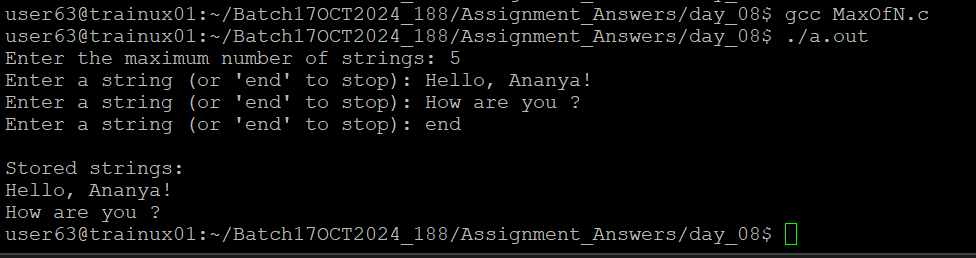 user63@trainux01:~/Batch17OCT2024_188/Assignment_Answers/day_08$ gcc MaxOfN.c
user63@trainux01:~/Batch17OCT2024_188/Assignment_Answers/day_08$ ./a.out
Enter the maximum number of strings: 5
Enter a string (or 'end' to stop): Hello, Ananya!
Enter a string (or 'end' to stop): How are you ?
Enter a string (or 'end' to stop): end

Stored strings:
Hello, Ananya!
How are you ?
user63@trainux01:~/Batch17OCT2024_188/Assignment_Answers/day_08$